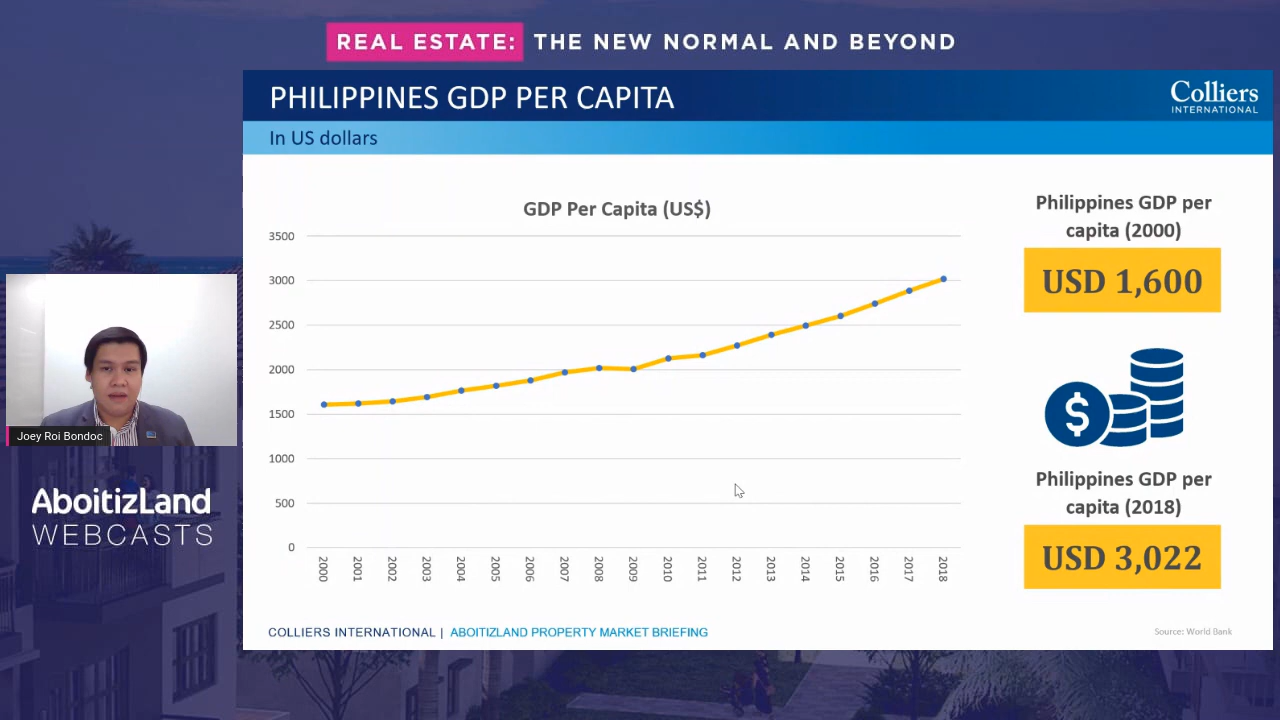 REAL ESTATE: THE NEW NORMAL AND BEYOND
PHILIPPINES GDP PER CAPITA
Colliers
INTERNATIONAL
In US dollars
GDP Per Capita (US$)
3500
3000
2500
2000
1500
1000
500
0
2000 2001 2002 2003 2004 2005 2006 2007 2008 2009 2010 2011 2012 2013 2014 2015 2016 2017 2018
Philippines GDP per
capita (2000)
USD 1,600
$
Philippines GDP per
capita (2018)
USD 3,022
COLLIERS INTERNATIONAL | ABOITIZLAND PROPERTY MARKET BRIEFING
Source: World Bank
Joey Roi Bondoc
AboitizLand
WEBCASTS